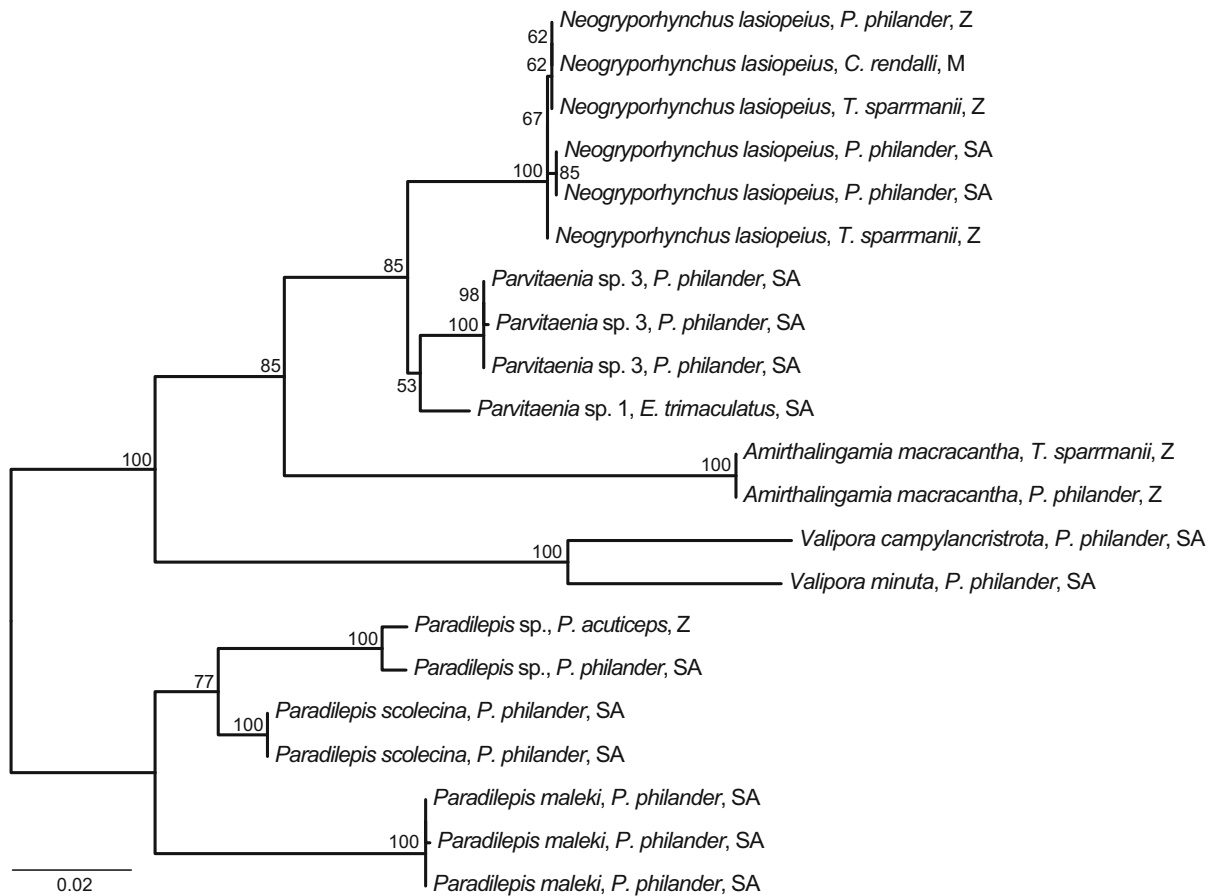 Neogryporhynchus lasiopeius, P. philander, Z
62
62
Neogryporhynchus lasiopeius, C. rendalli, M
Neogryporhynchus lasiopeius, T. sparrmanii, Z
67
Neogryporhynchus lasiopeius, P. philander, SA
100
85
Neogryporhynchus lasiopeius, P. philander, SA
Neogryporhynchus lasiopeius, T. sparrmanii, Z
85
Parvitaenia sp. 3, P. philander, SA
98
Parvitaenia sp. 3, P. philander, SA
100
Parvitaenia sp. 3, P. philander, SA
85
53
Parvitaenia sp. 1, E. trimaculatus, SA
Amirthalingamia macracantha, T. sparrmanii, Z
100
100
Amirthalingamia macracantha, P. philander, Z
Valipora campylancristrota, P. philander, SA
100
Valipora minuta, P. philander, SA
Paradilepis sp., P. acuticeps, Z
100
Paradilepis sp., P. philander, SA
77
Paradilepis scolecina, P. philander, SA
100
Paradilepis scolecina, P. philander, SA
Paradilepis maleki, P. philander, SA
100
Paradilepis maleki, P. philander, SA
Paradilepis maleki, P. philander, SA
0.02